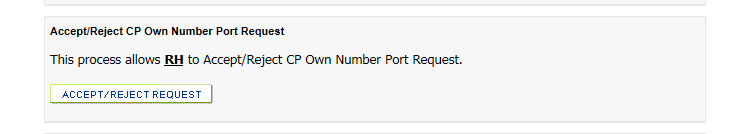 Accept/Reject CP Own Number Port Request
This process allows RH to Accept/Reject CP Own Number Port Request.
ACCEPT/REJECT REQUEST